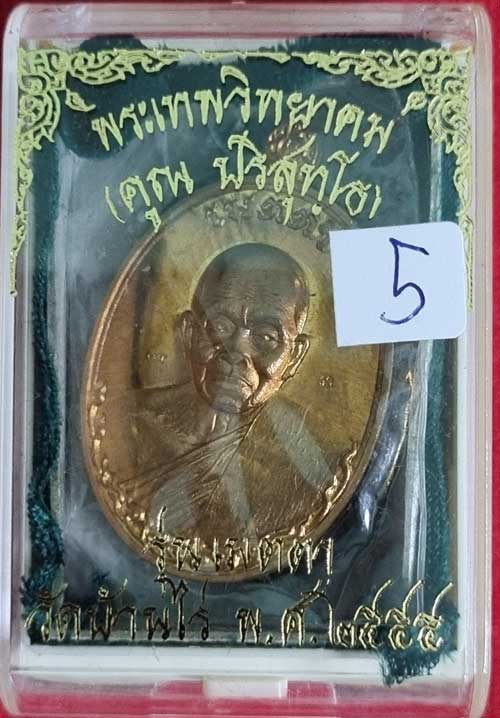 พระเทพวิทยาคม
(คูณ ปริสุทฺโธ)
5
รุ่นเมตตา
วัดบ้านไร่ พ.ศ. ๒๕๕๕